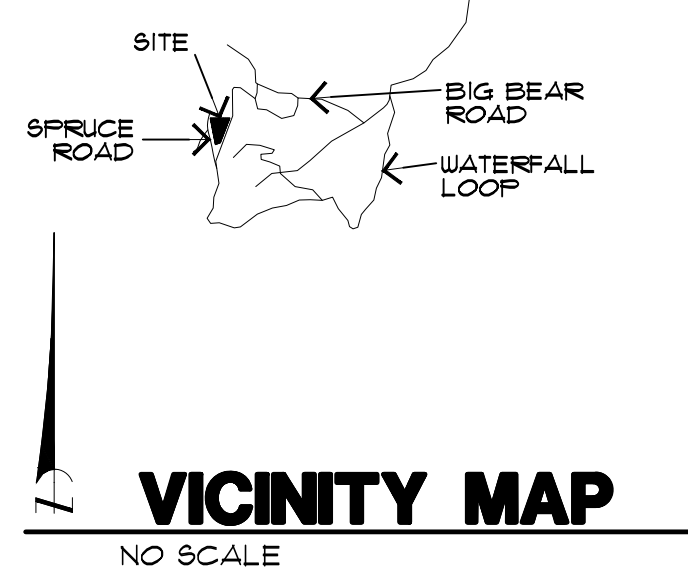 SITE
BIG BEAR
ROAD
SPRUCE
ROAD
WATERFALL
LOOP
Z
VICINITY MAP
NO SCALE